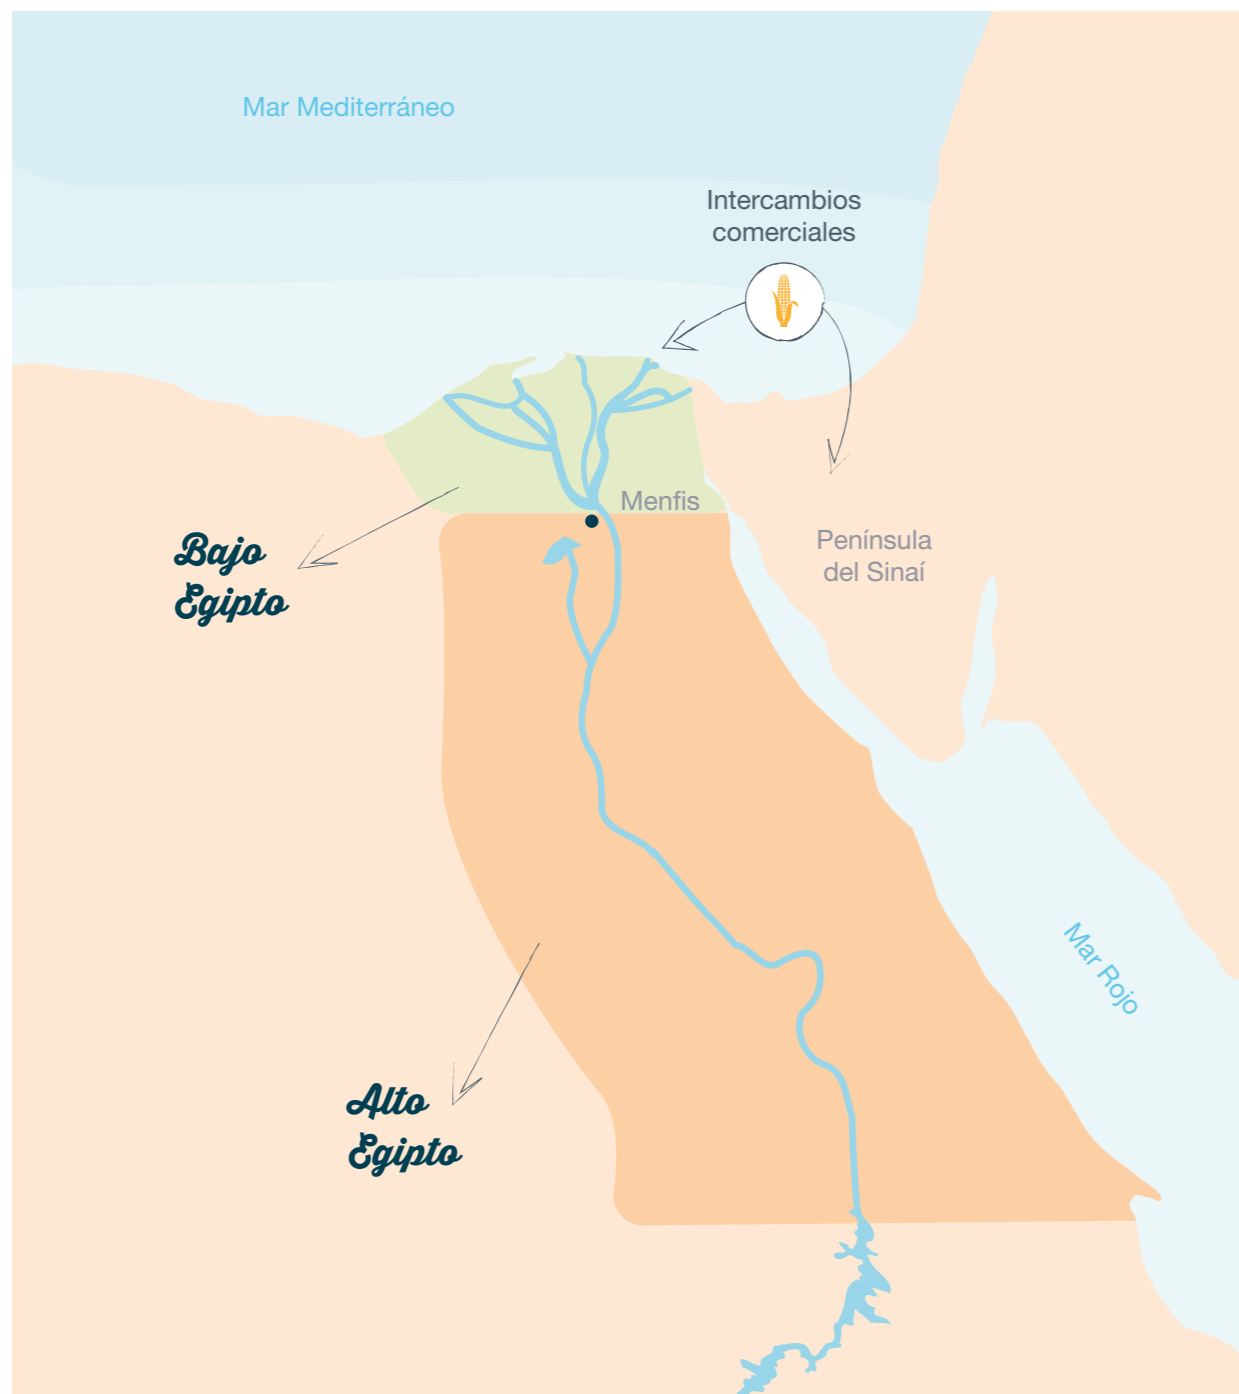 Mar Mediterráneo
Intercambios
comerciales
Menfis
Bajo
Egipto
Península
del Sinaí
Mar Rojo
Alto
Egipto